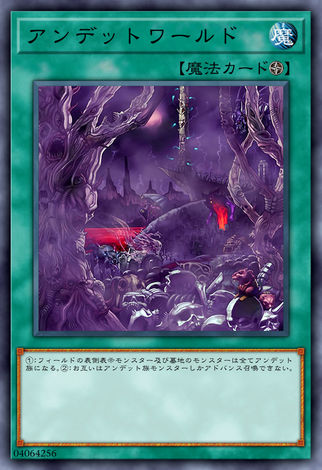 アンデットワールド
魔
【魔法カード】
①:フィールドの表側表示モンスター及び墓地のモンスターは全てアンデット
族になる。②:お互いはアンデット族モンスターしかアドバンス召喚できない。
04064256